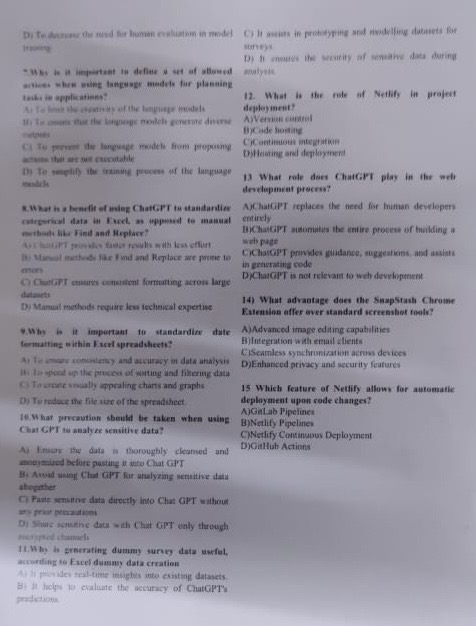 D) To decrease the need for human evaluation in model
training
7.Why is it important to define a set of allowed
actions when using language models for planning
tasks in applications?
A) To limit the creativity of the language models
B) To ensure that the language models generate diverse
outputs
C) To prevent the language models from proposing
actions that are not executable
D) To simplify the training process of the language
models
8.What is a benefit of using ChatGPT to standardize
categorical data in Excel, as opposed to manual
methods like Find and Replace?
A) ChatGPT provides faster results with less effort
B) Manual methods like Find and Replace are prone to
errors
C) ChatGPT ensures consistent formatting across large
datasets
D) Manual methods require less technical expertise
9.Why is it important to standardize date
formatting within Excel spreadsheets?
A) To ensure consistency and accuracy in data analysis
B) To speed up the process of sorting and filtering data
C) To create visually appealing charts and graphs
D) To reduce the file size of the spreadsheet.
10.What precaution should be taken when using
Chat GPT to analyze sensitive data?
A) Ensure the data is thoroughly cleansed and
anonymized before pasting it into Chat GPT
B) Avoid using Chat GPT for analyzing sensitive data
altogether
C) Paste sensitive data directly into Chat GPT without
any prior precautions
D) Share sensitive data with Chat GPT only through
encrypted channels
11.Why is generating dummy survey data useful,
according to Excel dummy data creation
A) It provides real-time insights into existing datasets.
B) It helps to evaluate the accuracy of ChatGPT's
predictions
C) It assists in prototyping and modelling datasets for
surveys
D) It ensures the security of sensitive data during
analysis.
12. What is the role of Netlify in project
deployment?
A)Version control
B)Code hosting
C)Continuous integration
D)Hosting and deployment
13 What role does ChatGPT play in the web
development process?
A)ChatGPT replaces the need for human developers
entirely
B)ChatGPT automates the entire process of building a
web page
C)ChatGPT provides guidance, suggestions, and assists
in generating code
D)ChatGPT is not relevant to web development
14) What advantage does the SnapStash Chrome
Extension offer over standard screenshot tools?
A)Advanced image editing capabilities
B)Integration with email clients
C)Seamless synchronization across devices
D)Enhanced privacy and security features
15 Which feature of Netlify allows for automatic
deployment upon code changes?
A)GitLab Pipelines
B)Netlify Pipelines
C)Netlify Continuous Deployment
D)GitHub Actions